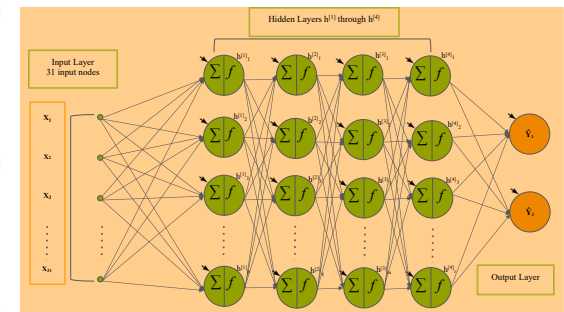 Hidden Layers h[1] through h[4]
Input Layer
31 input nodes
h[1]1 h[2]1 h[3]1 h[4]1
∑ f ∑ f ∑ f ∑ f
X1
h[1]2 h[2]2 h[3] h[4]2
∑ f ∑ f ∑ f ∑ f
Ŷ1
X2
h[1]3 h[2]3 h[3] h[4]3
∑ f ∑ f ∑ f ∑ f
X3
Ŷ2
X31
h[1] h[2] h[3] h[4]
∑ f ∑ f ∑ f ∑ f
Output Layer